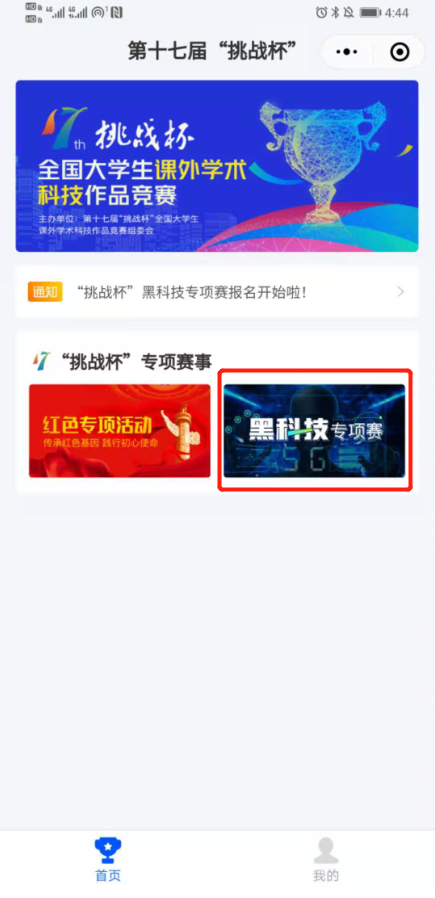 4:44
第十七届“挑战杯”
17th 挑战杯
全国大学生课外学术
科技作品竞赛
主办单位：第十七届“挑战杯”全国大学生
课外学术科技作品竞赛组委会
通知 “挑战杯”黑科技专项赛报名开始啦！
17 “挑战杯”专项赛事
红色专项活动
传承红色基因 践行初心使命
黑科技专项赛
5G
首页
我的